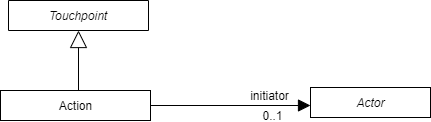 Touchpoint
Action
initiator
0..1
Actor